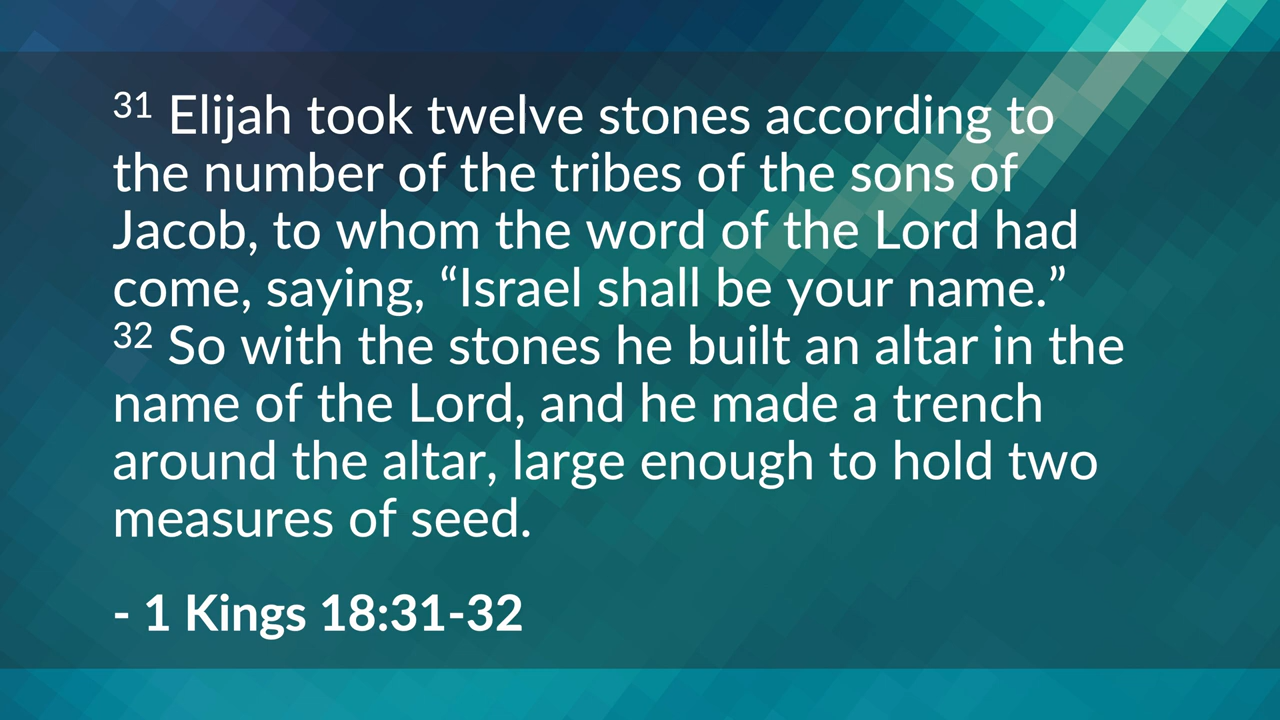 31 Elijah took twelve stones according to
the number of the tribes of the sons of
Jacob, to whom the word of the Lord had
come, saying, “Israel shall be your name.”
32 So with the stones he built an altar in the
name of the Lord, and he made a trench
around the altar, large enough to hold two
measures of seed.
- 1 Kings 18:31-32